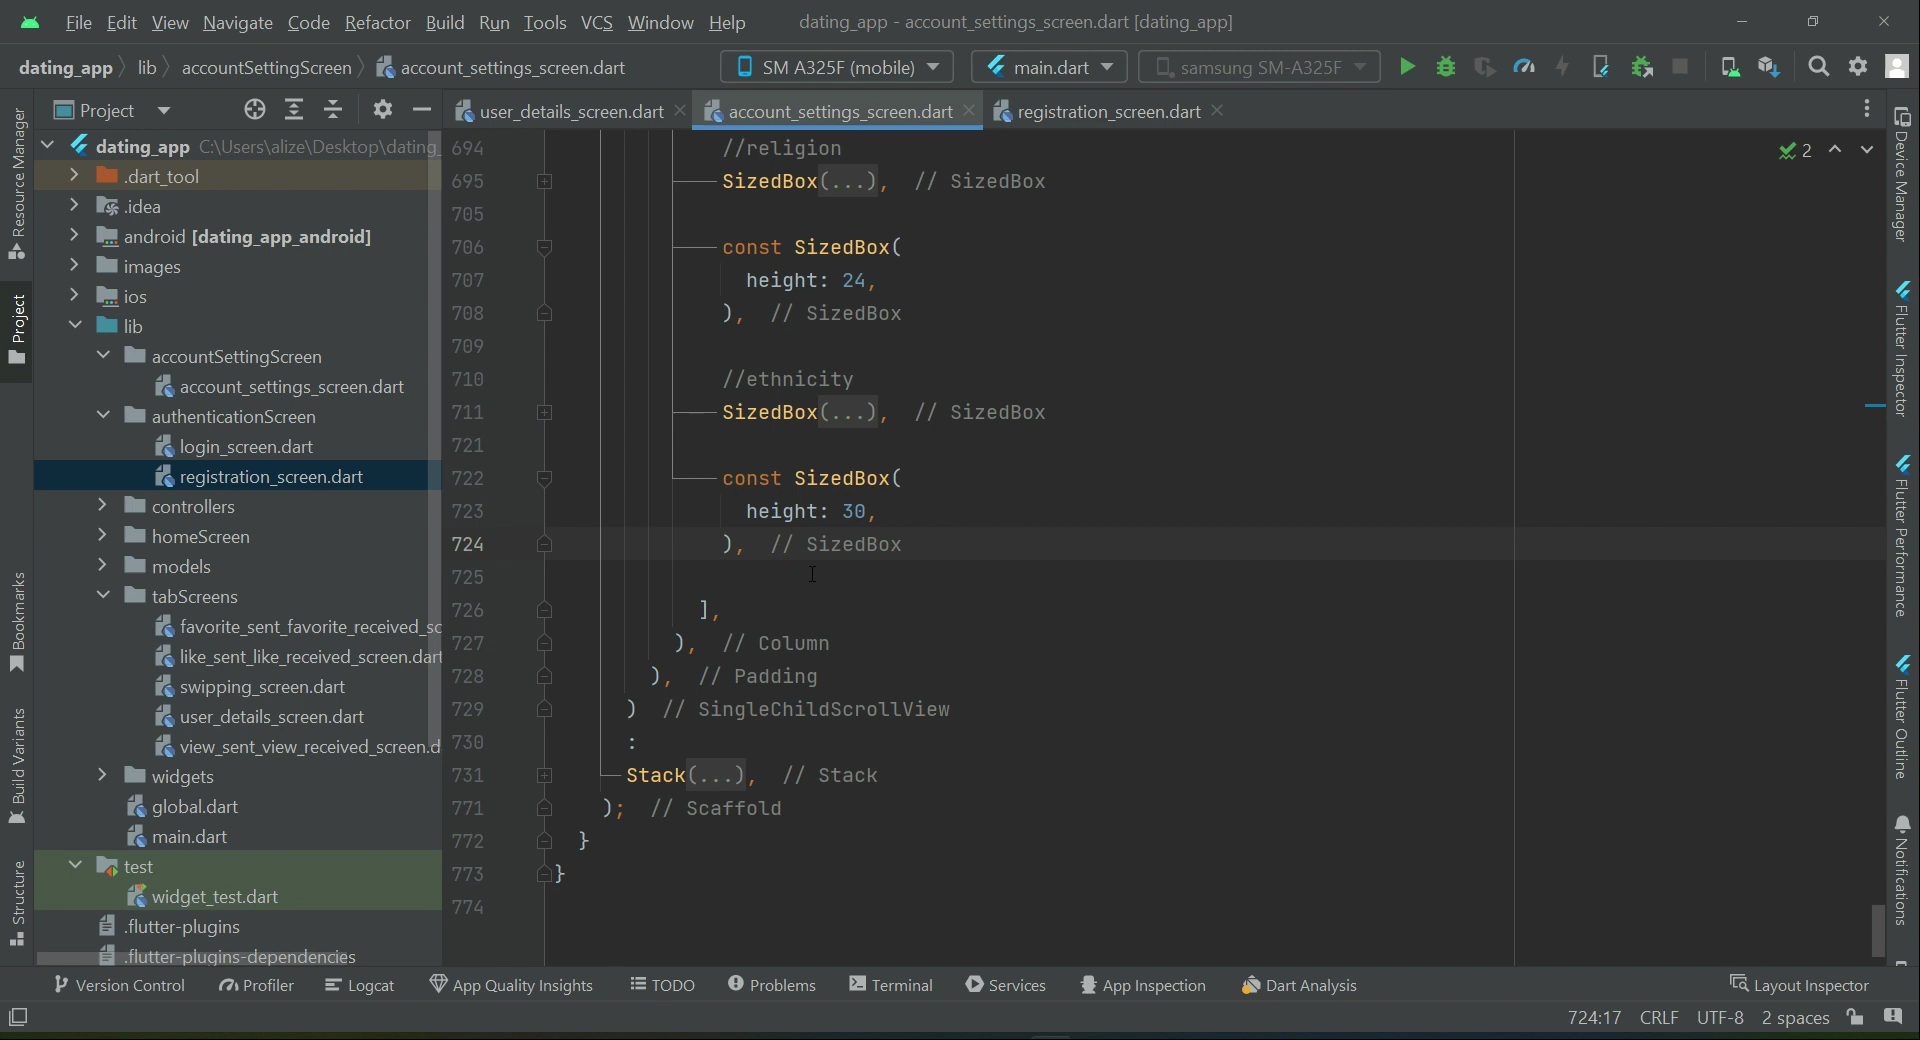 File Edit View Navigate Code Refactor Build Run Tools VCS Window Help dating_app - account_settings_screen.dart [dating_app]
dating_app lib accountSettingScreen account_settings_screen.dart SM A325F (mobile) main.dart samsung SM-A325F
Project user_details_screen.dart account_settings_screen.dart registration_screen.dart
Resource Manager
Project
Bookmarks
Build Variants
Structure
dating_app C:\Users\alize\Desktop\dating_
.dart_tool
.idea
android [dating_app_android]
images
ios
lib
accountSettingScreen
account_settings_screen.dart
authenticationScreen
login_screen.dart
registration_screen.dart
controllers
homeScreen
models
tabScreens
favorite_sent_favorite_received_sc
like_sent_like_received_screen.dart
swipping_screen.dart
user_details_screen.dart
view_sent_view_received_screen.d
widgets
global.dart
main.dart
test
widget_test.dart
.flutter-plugins
.flutter-plugins-dependencies
694 //religion
695 SizedBox(...), // SizedBox
705
706 const SizedBox(
707 height: 24,
708 ), // SizedBox
709
710 //ethnicity
711 SizedBox(...), // SizedBox
721
722 const SizedBox(
723 height: 30,
724 ), // SizedBox
725
726 ],
727 ), // Column
728 ), // Padding
729 ) // SingleChildScrollView
730 :
731 Stack(...), // Stack
771 ); // Scaffold
772 }
773 }
774
2
Device Manager
Flutter Inspector
Flutter Performance
Flutter Outline
Notifications
Version Control Profiler Logcat App Quality Insights TODO Problems Terminal Services App Inspection Dart Analysis Layout Inspector
724:17 CRLF UTF-8 2 spaces